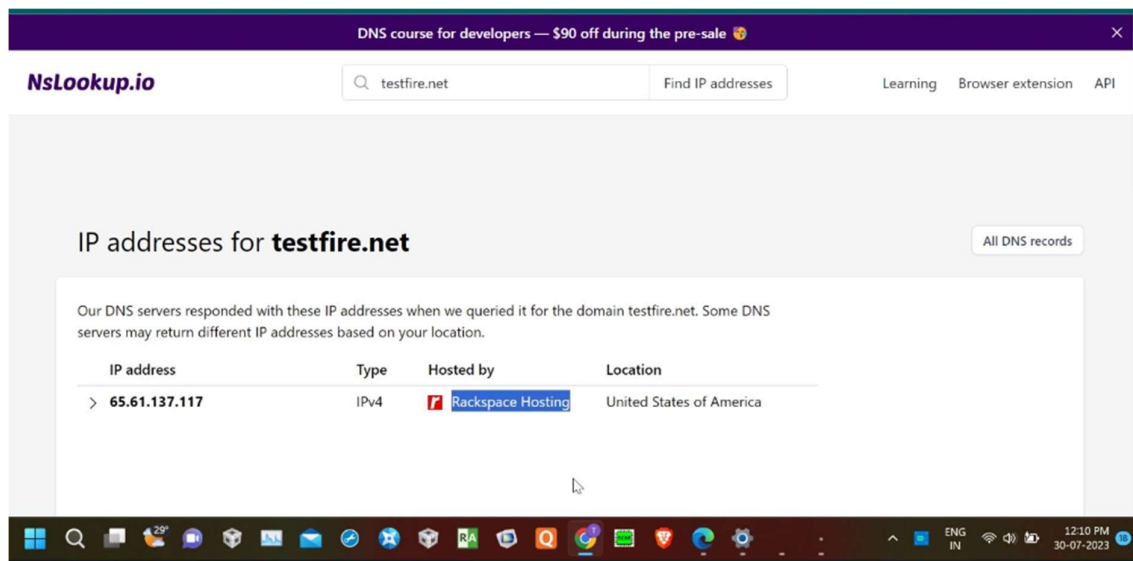 DNS course for developers — $90 off during the pre-sale 🥳
NsLookup.io
testfire.net
Find IP addresses
Learning
Browser extension
API
IP addresses for testfire.net
All DNS records
Our DNS servers responded with these IP addresses when we queried it for the domain testfire.net. Some DNS
servers may return different IP addresses based on your location.
IP address Type Hosted by Location
65.61.137.117 IPv4 Rackspace Hosting United States of America
29°
RA
Q
ENG
IN
12:10 PM
30-07-2023
18